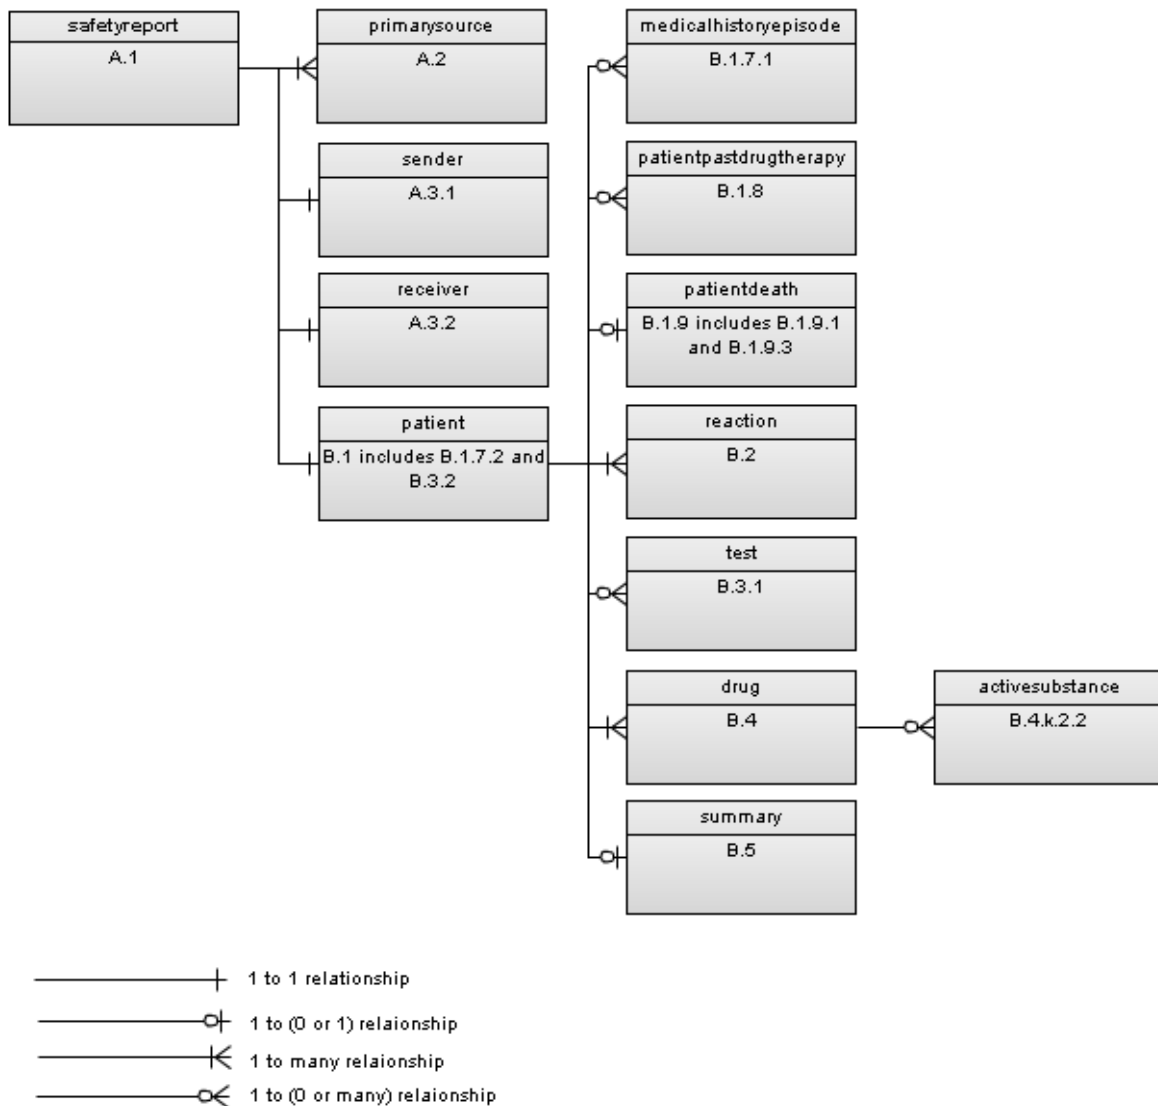 safetyreport
A.1
primarysource
A.2
sender
A.3.1
receiver
A.3.2
patient
B.1 includes B.1.7.2 and
B.3.2
medicalhistoryepisode
B.1.7.1
patientpastdrugtherapy
B.1.8
patientdeath
B.1.9 includes B.1.9.1
and B.1.9.3
reaction
B.2
test
B.3.1
drug
B.4
activesubstance
B.4.k.2.2
summary
B.5
1 to 1 relationship
1 to (0 or 1) relaionship
1 to many relaionship
1 to (0 or many) relaionship